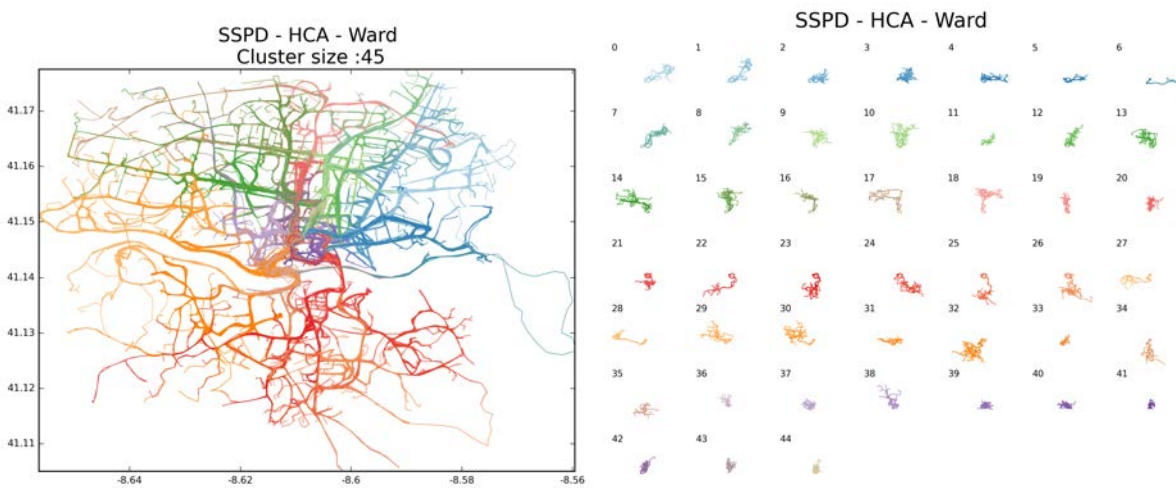 SSPD - HCA - Ward
Cluster size :45
41.17
41.16
41.15
41.14
41.13
41.12
41.11
-8.64
-8.62
-8.6
-8.58
-8.56
SSPD - HCA - Ward
0 1 2 3 4 5 6
7 8 9 10 11 12 13
14 15 16 17 18 19 20
21 22 23 24 25 26 27
28 29 30 31 32 33 34
35 36 37 38 39 40 41
42 43 44